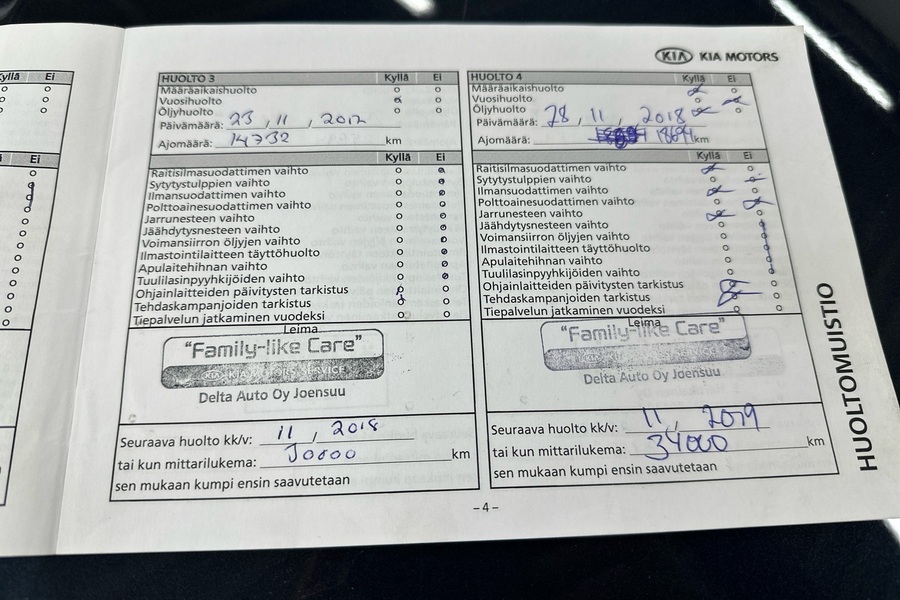 KIA KIA MOTORS
Kyllä Ei
Ei
HUOLTO 3 Kyllä Ei
Määräaikaishuolto
Vuosihuolto
Öljyhuolto
Päivämäärä: 23, 11, 2017
Ajomäärä: 14732 km
Kyllä Ei
Raitisilmasuodattimen vaihto
Sytytystulppien vaihto
Ilmansuodattimen vaihto
Polttoainesuodattimen vaihto
Jarrunesteen vaihto
Jäähdytysnesteen vaihto
Voimansiirron öljyjen vaihto
Ilmastointilaitteen täyttöhuolto
Apulaitehihnan vaihto
Tuulilasinpyyhkijöiden vaihto
Ohjainlaitteiden päivitysten tarkistus
Tehdaskampanjoiden tarkistus
Tiepalvelun jatkaminen vuodeksi
Leima
"Family-like Care"
KIA KIA MOTORS SERVICE
Delta Auto Oy Joensuu
Seuraava huolto kk/v: 11, 2018
tai kun mittarilukema: 30000 km
sen mukaan kumpi ensin saavutetaan
HUOLTO 4 Kyllä Ei
Määräaikaishuolto
Vuosihuolto
Öljyhuolto
Päivämäärä: 28, 11, 2018
Ajomäärä: 18694 km
Kyllä Ei
Raitisilmasuodattimen vaihto
Sytytystulppien vaihto
Ilmansuodattimen vaihto
Polttoainesuodattimen vaihto
Jarrunesteen vaihto
Jäähdytysnesteen vaihto
Voimansiirron öljyjen vaihto
Ilmastointilaitteen täyttöhuolto
Apulaitehihnan vaihto
Tuulilasinpyyhkijöiden vaihto
Ohjainlaitteiden päivitysten tarkistus
Tehdaskampanjoiden tarkistus
Tiepalvelun jatkaminen vuodeksi
Leima
"Family-like Care"
Delta Auto Oy Joensuu
Seuraava huolto kk/v: 11, 2019
tai kun mittarilukema: 34000 km
sen mukaan kumpi ensin saavutetaan
HUOLTOMUISTIO
-4-